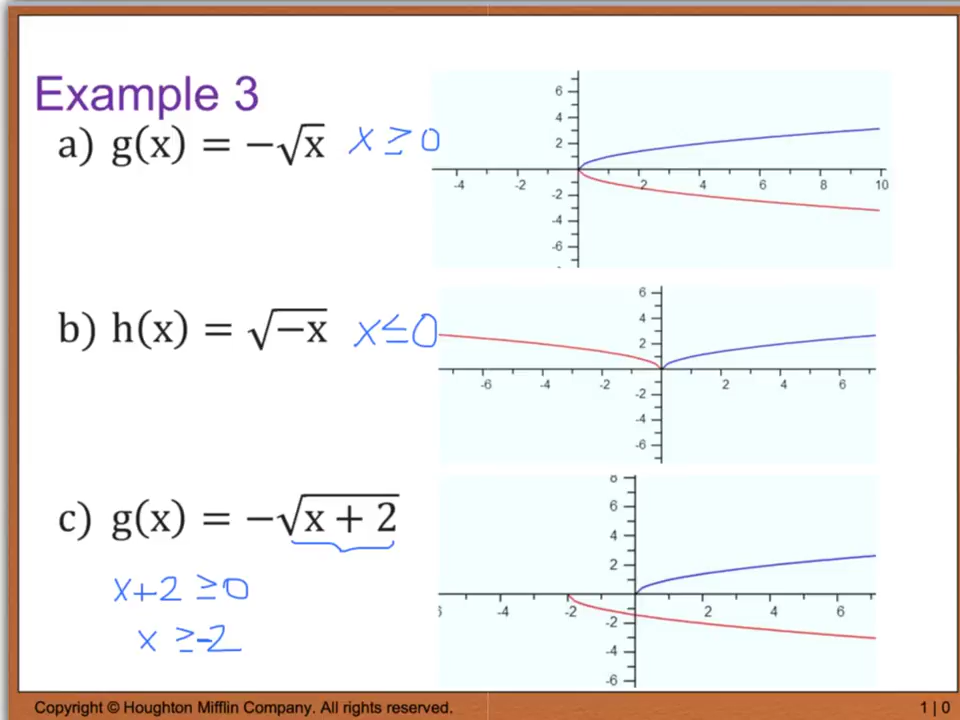 Example 3
a) g(x) = −√x x ≥ 0
6
4
2
-4 -2 2 4 6 8 10
-2
-4
-6
b) h(x) = √−x x ≤ 0
6
4
2
-6 -4 -2 2 4 6
-2
-4
-6
c) g(x) = −√x + 2
x+2 ≥ 0
x ≥ -2
8
6
4
2
6 -4 -2 2 4 6
-2
-4
-6
Copyright © Houghton Mifflin Company. All rights reserved. 1 | 0